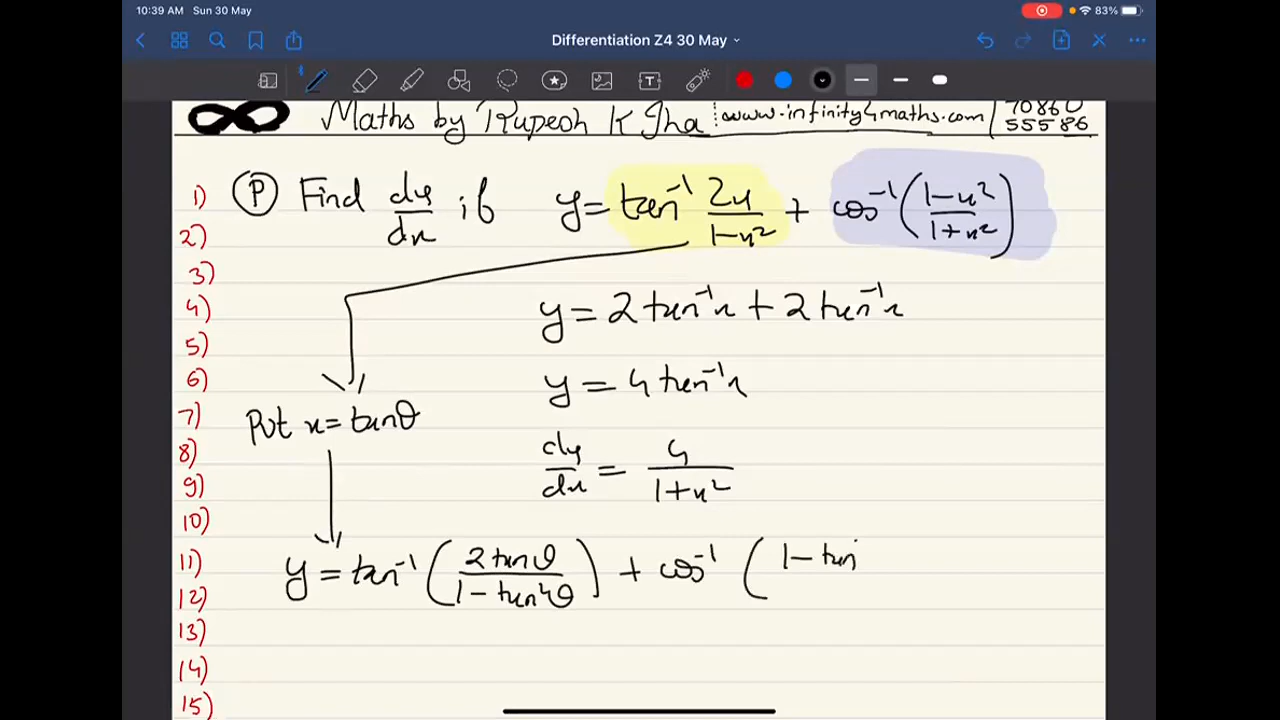 10:39 AM Sun 30 May
83%
Differentiation Z4 30 May
Maths by Rupesh K Jha www.infinity4maths.com 70860 55586
1) Ⓟ Find dy/dx if y = tan⁻¹ 2x/1-x² + cos⁻¹ (1-x²/1+x²)
2)
3)
4) y = 2 tan⁻¹x + 2 tan⁻¹x
5)
6) y = 4 tan⁻¹x
7) Put x = tanθ
8) dy/dx = 4/1+x²
9)
10)
11) y = tan⁻¹ (2 tanθ/1 - tan²θ) + cos⁻¹ (1 - tan
12)
13)
14)
15)